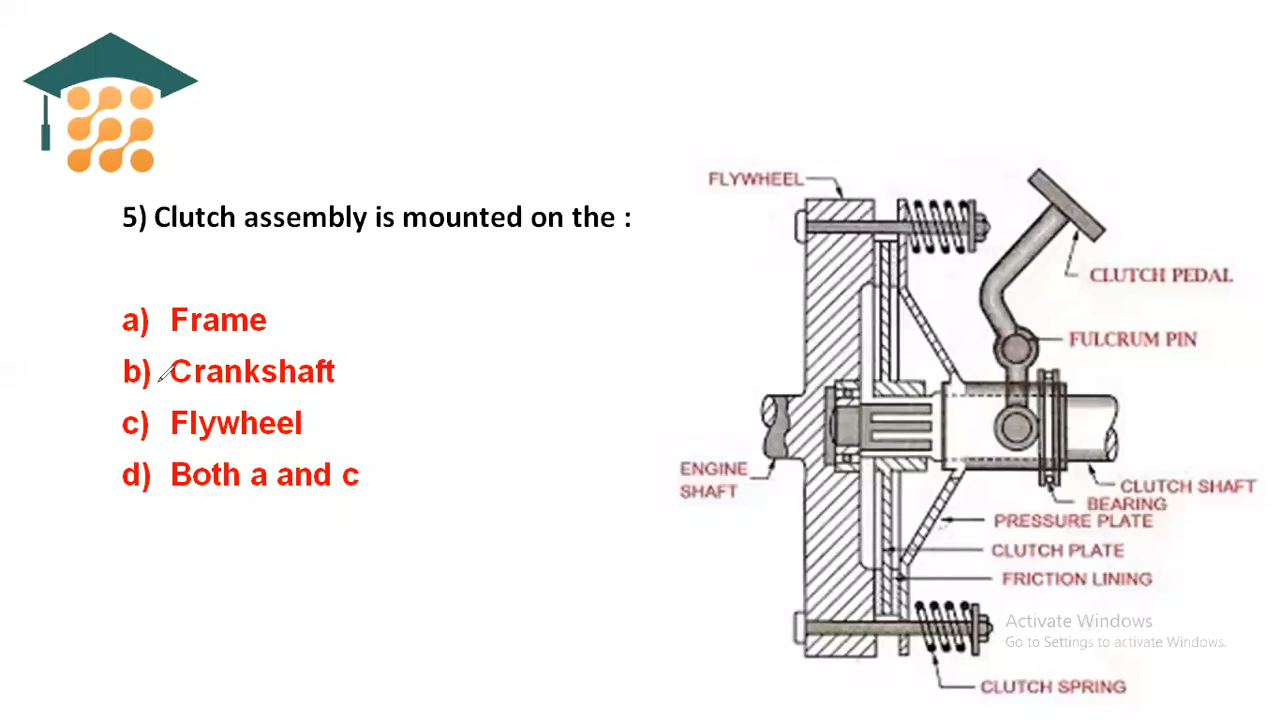 5) Clutch assembly is mounted on the :
a) Frame
b) Crankshaft
c) Flywheel
d) Both a and c
FLYWHEEL
CLUTCH PEDAL
FULCRUM PIN
ENGINE
SHAFT
CLUTCH SHAFT
BEARING
PRESSURE PLATE
CLUTCH PLATE
FRICTION LINING
Activate Windows
Go to Settings to activate Windows.
CLUTCH SPRING